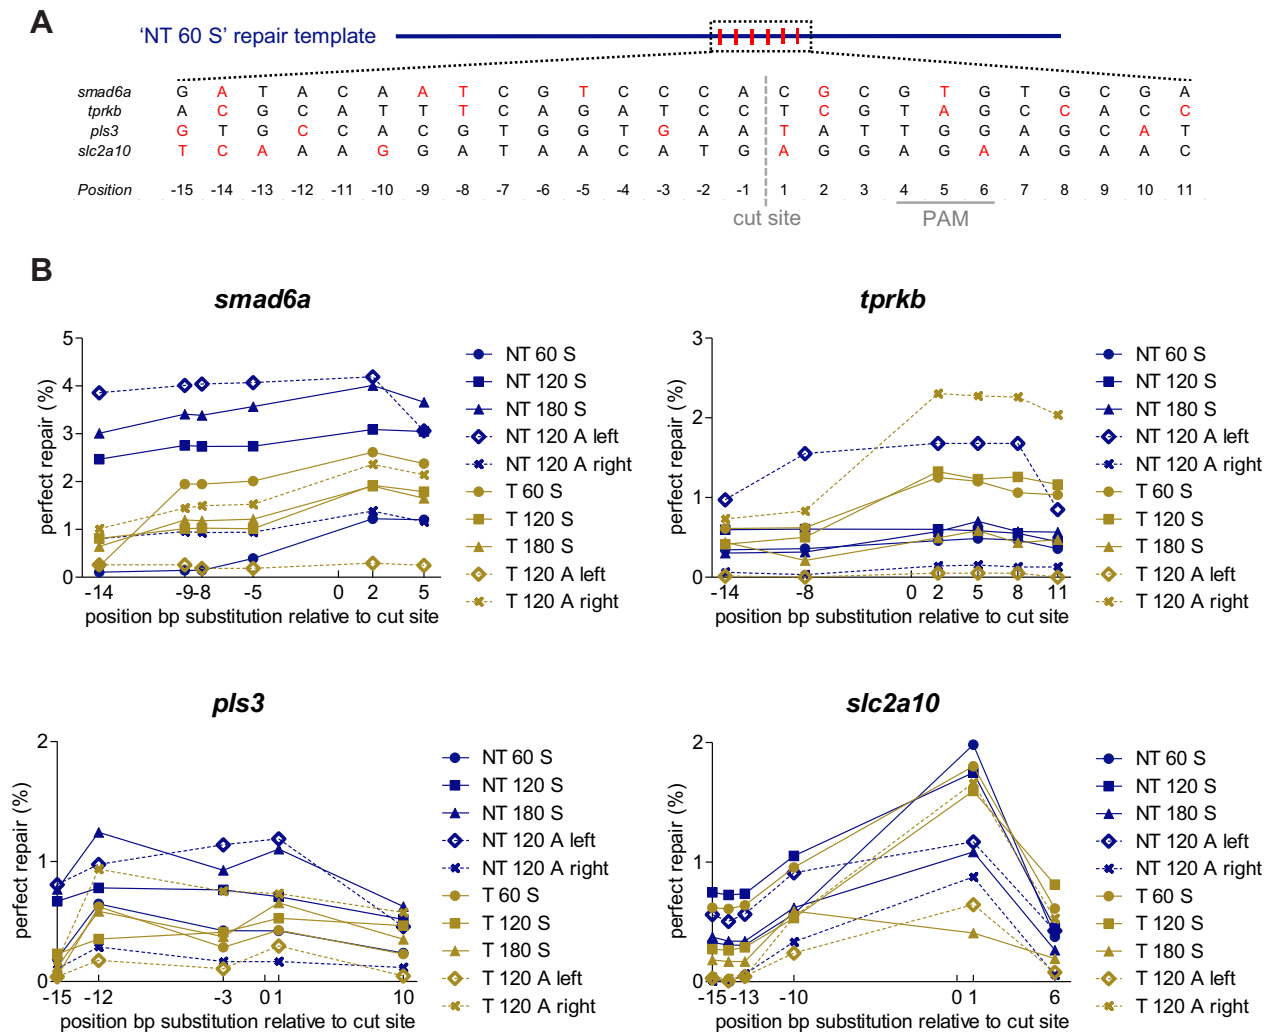 A
‘NT 60 S’ repair template
smad6a G A T A C A A T C G T C C C A C G C G T G T G C G A
tprkb A C G C A T T T C A G A T C C T C G T A G C C A C C
pls3 G T G C C A C G T G G T G A A T A T T G G A G C A T
slc2a10 T C A A A G G A T A A C A T G A G G A G A A G A A C
Position -15 -14 -13 -12 -11 -10 -9 -8 -7 -6 -5 -4 -3 -2 -1 1 2 3 4 5 6 7 8 9 10 11
cut site PAM
B
smad6a
perfect repair (%)
5
4
3
2
1
0
-14 -9 -8 -5 0 2 5
position bp substitution relative to cut site
NT 60 S
NT 120 S
NT 180 S
NT 120 A left
NT 120 A right
T 60 S
T 120 S
T 180 S
T 120 A left
T 120 A right
tprkb
perfect repair (%)
3
2
1
0
-14 -8 0 2 5 8 11
position bp substitution relative to cut site
NT 60 S
NT 120 S
NT 180 S
NT 120 A left
NT 120 A right
T 60 S
T 120 S
T 180 S
T 120 A left
T 120 A right
pls3
perfect repair (%)
2
1
0
-15 -12 -3 0 1 10
position bp substitution relative to cut site
NT 60 S
NT 120 S
NT 180 S
NT 120 A left
NT 120 A right
T 60 S
T 120 S
T 180 S
T 120 A left
T 120 A right
slc2a10
perfect repair (%)
2
1
0
-15 -13 -10 0 1 6
position bp substitution relative to cut site
NT 60 S
NT 120 S
NT 180 S
NT 120 A left
NT 120 A right
T 60 S
T 120 S
T 180 S
T 120 A left
T 120 A right